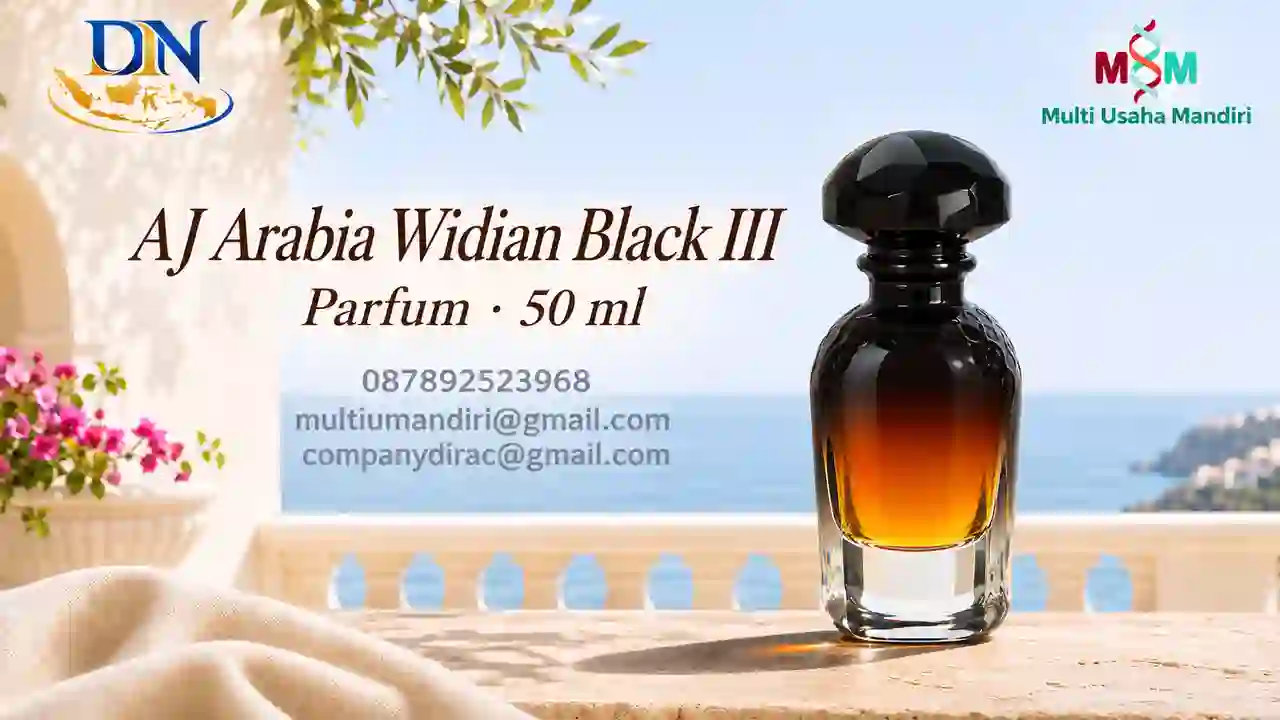 DN
MSM
Multi Usaha Mandiri
AJ Arabia Widian Black III
Parfum · 50 ml
087892523968
multiumandiri@gmail.com
companydirac@gmail.com